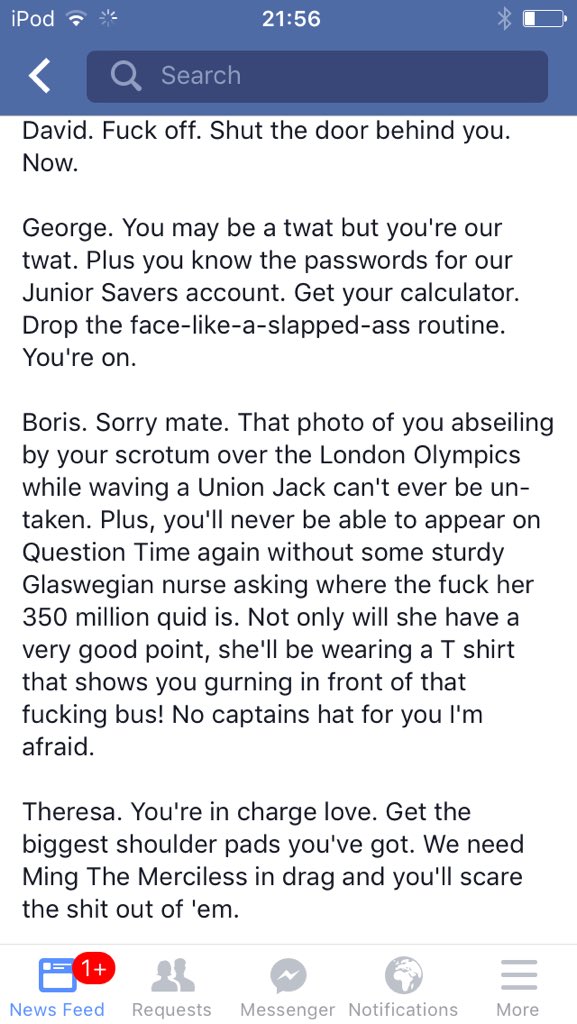 iPod 21:56
Search
David. Fuck off. Shut the door behind you.
Now.
George. You may be a twat but you're our
twat. Plus you know the passwords for our
Junior Savers account. Get your calculator.
Drop the face-like-a-slapped-ass routine.
You're on.
Boris. Sorry mate. That photo of you abseiling
by your scrotum over the London Olympics
while waving a Union Jack can't ever be un-
taken. Plus, you'll never be able to appear on
Question Time again without some sturdy
Glaswegian nurse asking where the fuck her
350 million quid is. Not only will she have a
very good point, she'll be wearing a T shirt
that shows you gurning in front of that
fucking bus! No captains hat for you I'm
afraid.
Theresa. You're in charge love. Get the
biggest shoulder pads you've got. We need
Ming The Merciless in drag and you'll scare
the shit out of 'em.
1+
News Feed Requests Messenger Notifications More